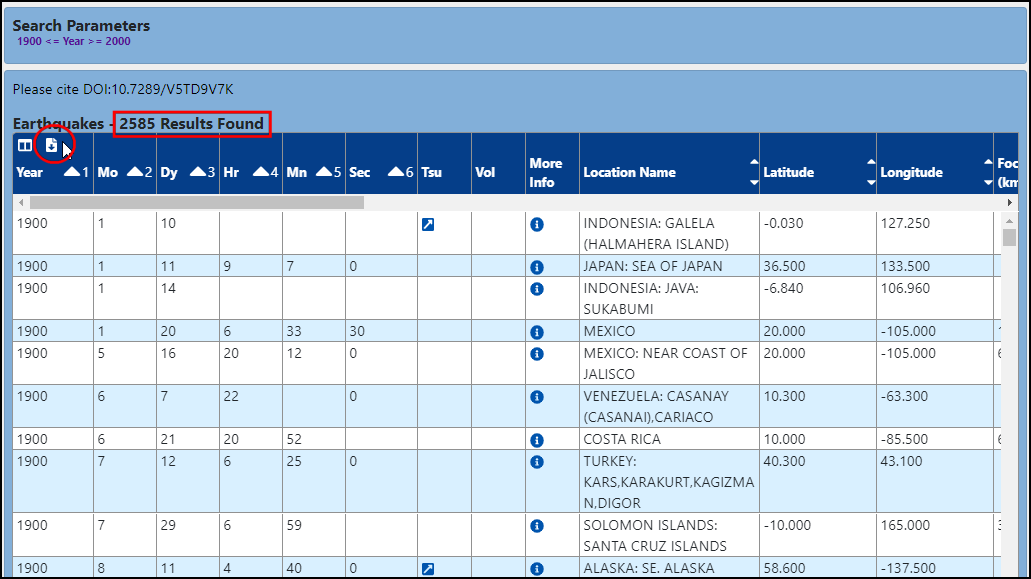 Search Parameters
1900 <= Year >= 2000
Please cite DOI:10.7289/V5TD9V7K
Earthquakes - 2585 Results Found
Year 1 Mo 2 Dy 3 Hr 4 Mn 5 Sec 6 Tsu Vol More Info Location Name Latitude Longitude Foc (km
1900 1 10 INDONESIA: GALELA -0.030 127.250
(HALMAHERA ISLAND)
1900 1 11 9 7 0 JAPAN: SEA OF JAPAN 36.500 133.500
1900 1 14 INDONESIA: JAVA: -6.840 106.960
SUKABUMI
1900 1 20 6 33 30 MEXICO 20.000 -105.000
1900 5 16 20 12 0 MEXICO: NEAR COAST OF 20.000 -105.000
JALISCO
1900 6 7 22 0 VENEZUELA: CASANAY 10.300 -63.300
(CASANAI),CARIACO
1900 6 21 20 52 COSTA RICA 10.000 -85.500
1900 7 12 6 25 0 TURKEY: 40.300 43.100
KARS,KARAKURT,KAGIZMA
N,DIGOR
1900 7 29 6 59 SOLOMON ISLANDS: -10.000 165.000
SANTA CRUZ ISLANDS
1900 8 11 4 40 0 ALASKA: SE. ALASKA 58.600 -137.500